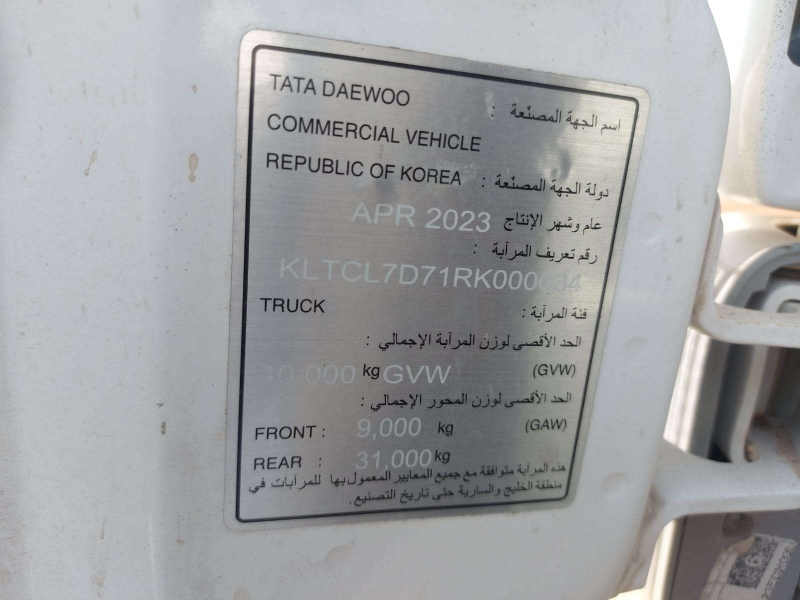 TATA DAEWOO اسم الجهة المصنّعة :
COMMERCIAL VEHICLE
REPUBLIC OF KOREA دولة الجهة المصنّعة :
APR 2023 عام وشهر الإنتاج
رقم تعريف المرآبة :
TRUCK فئة المرآبة :
الحد الأقصى لوزن المرآبة الإجمالي :
40,000 kg GVW (GVW)
الحد الأقصى لوزن المحور الإجمالي :
FRONT : 9,000 kg (GAW)
REAR : 31,000 kg
هذه المرآبة متوافقة مع جميع المعايير المعمول بها للمرآبات في
منطقة الخليج والسارية حتى تاريخ التصنيع .